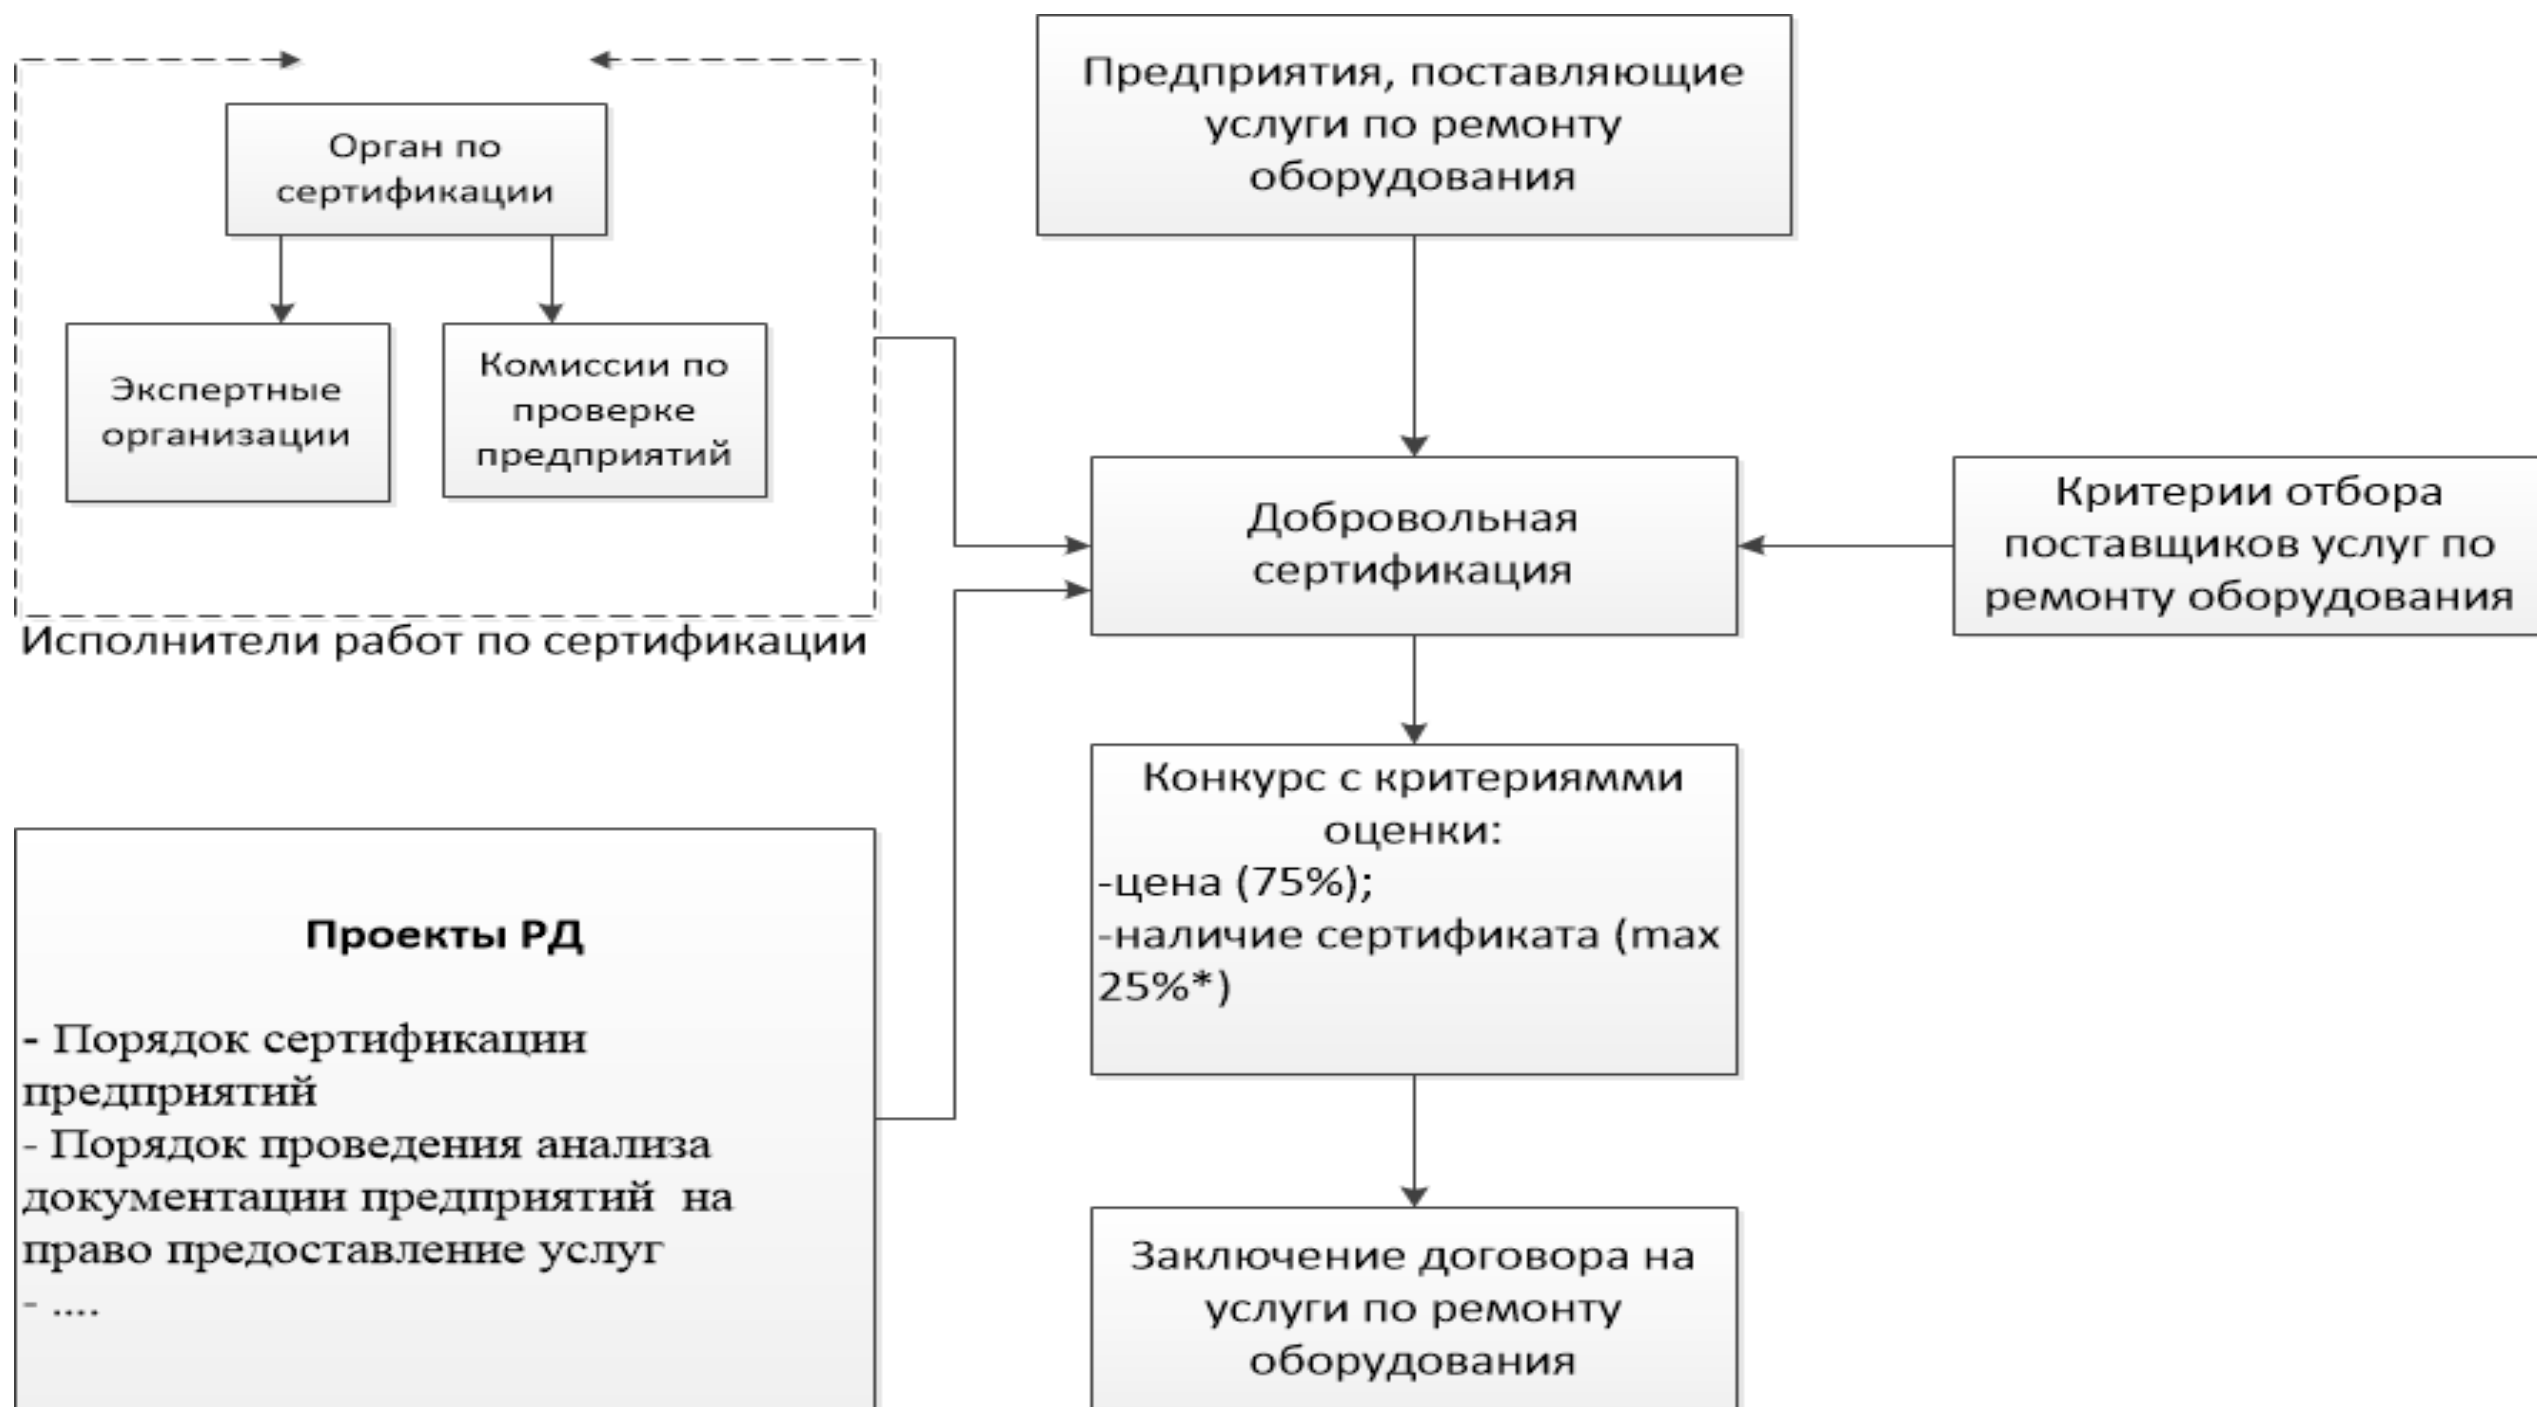 Орган по
сертификации
Экспертные
организации
Комиссии по
проверке
предприятий
Исполнители работ по сертификации
Проекты РД
- Порядок сертификации
предприятий
- Порядок проведения анализа
документации предприятий на
право предоставление услуг
- ....
Предприятия, поставляющие
услуги по ремонту
оборудования
Добровольная
сертификация
Критерии отбора
поставщиков услуг по
ремонту оборудования
Конкурс с критериямми
оценки:
-цена (75%);
-наличие сертификата (max
25%*)
Заключение договора на
услуги по ремонту
оборудования